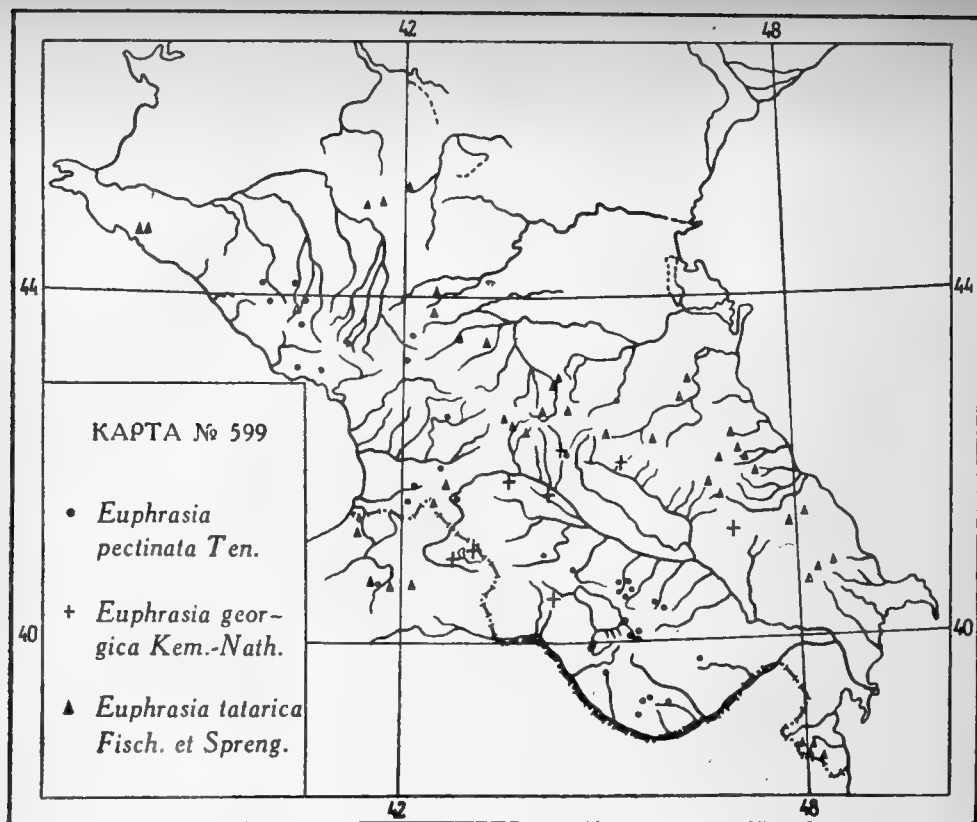 42 48
44 44
КАРТА № 599
Euphrasia
pectinata Ten.
Euphrasia geor-
gica Kem.-Nath.
Euphrasia tatarica
Fisch. et Spreng.
40 40
42 48